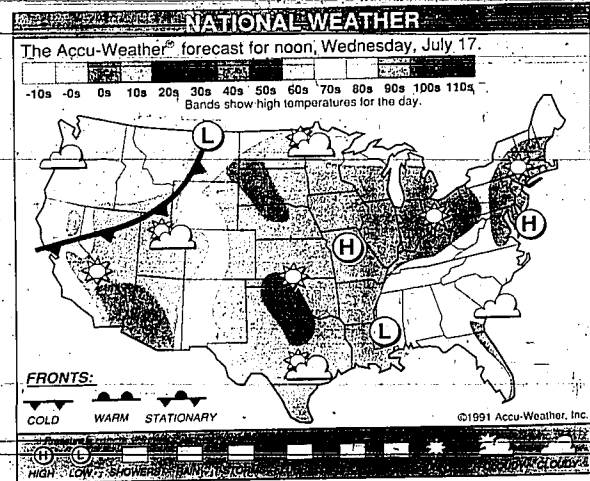 NATIONAL WEATHER
The Accu-Weather® forecast for noon, Wednesday, July 17.
-10s -0s 0s 10s 20s 30s 40s 50s 60s 70s 80s 90s 100s 110s
Bands show high temperatures for the day.
L
H
H
L
FRONTS:
COLD WARM STATIONARY
©1991 Accu-Weather, Inc.
H L
HIGH LOW SHOWERS RAIN CLOUDY